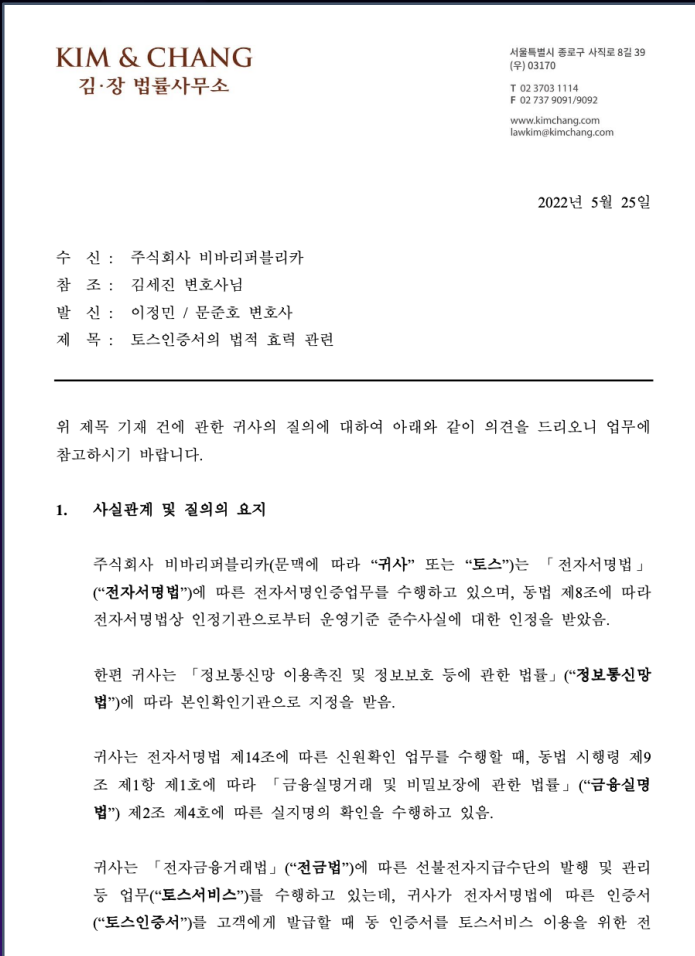 KIM & CHANG
김·장 법률사무소
서울특별시 종로구 사직로 8길 39
(우) 03170
T 02 3703 1114
F 02 737 9091/9092
www.kimchang.com
lawkim@kimchang.com
2022년 5월 25일
수 신 : 주식회사 비바리퍼블리카
참 조 : 김세진 변호사님
발 신 : 이정민 / 문준호 변호사
제 목 : 토스인증서의 법적 효력 관련
위 제목 기재 건에 관한 귀사의 질의에 대하여 아래와 같이 의견을 드리오니 업무에
참고하시기 바랍니다.
1. 사실관계 및 질의의 요지
주식회사 비바리퍼블리카(문맥에 따라 “귀사” 또는 “토스”)는 「전자서명법」
(“전자서명법”)에 따른 전자서명인증업무를 수행하고 있으며, 동법 제8조에 따라
전자서명법상 인정기관으로부터 운영기준 준수사실에 대한 인정을 받았음.
한편 귀사는 「정보통신망 이용촉진 및 정보보호 등에 관한 법률」(“정보통신망
법”)에 따라 본인확인기관으로 지정을 받음.
귀사는 전자서명법 제14조에 따른 신원확인 업무를 수행할 때, 동법 시행령 제9
조 제1항 제1호에 따라 「금융실명거래 및 비밀보장에 관한 법률」(“금융실명
법”) 제2조 제4호에 따른 실지명의 확인을 수행하고 있음.
귀사는 「전자금융거래법」(“전금법”)에 따른 선불전자지급수단의 발행 및 관리
등 업무(“토스서비스”)를 수행하고 있는데, 귀사가 전자서명법에 따른 인증서
(“토스인증서”)를 고객에게 발급할 때 동 인증서를 토스서비스 이용을 위한 전